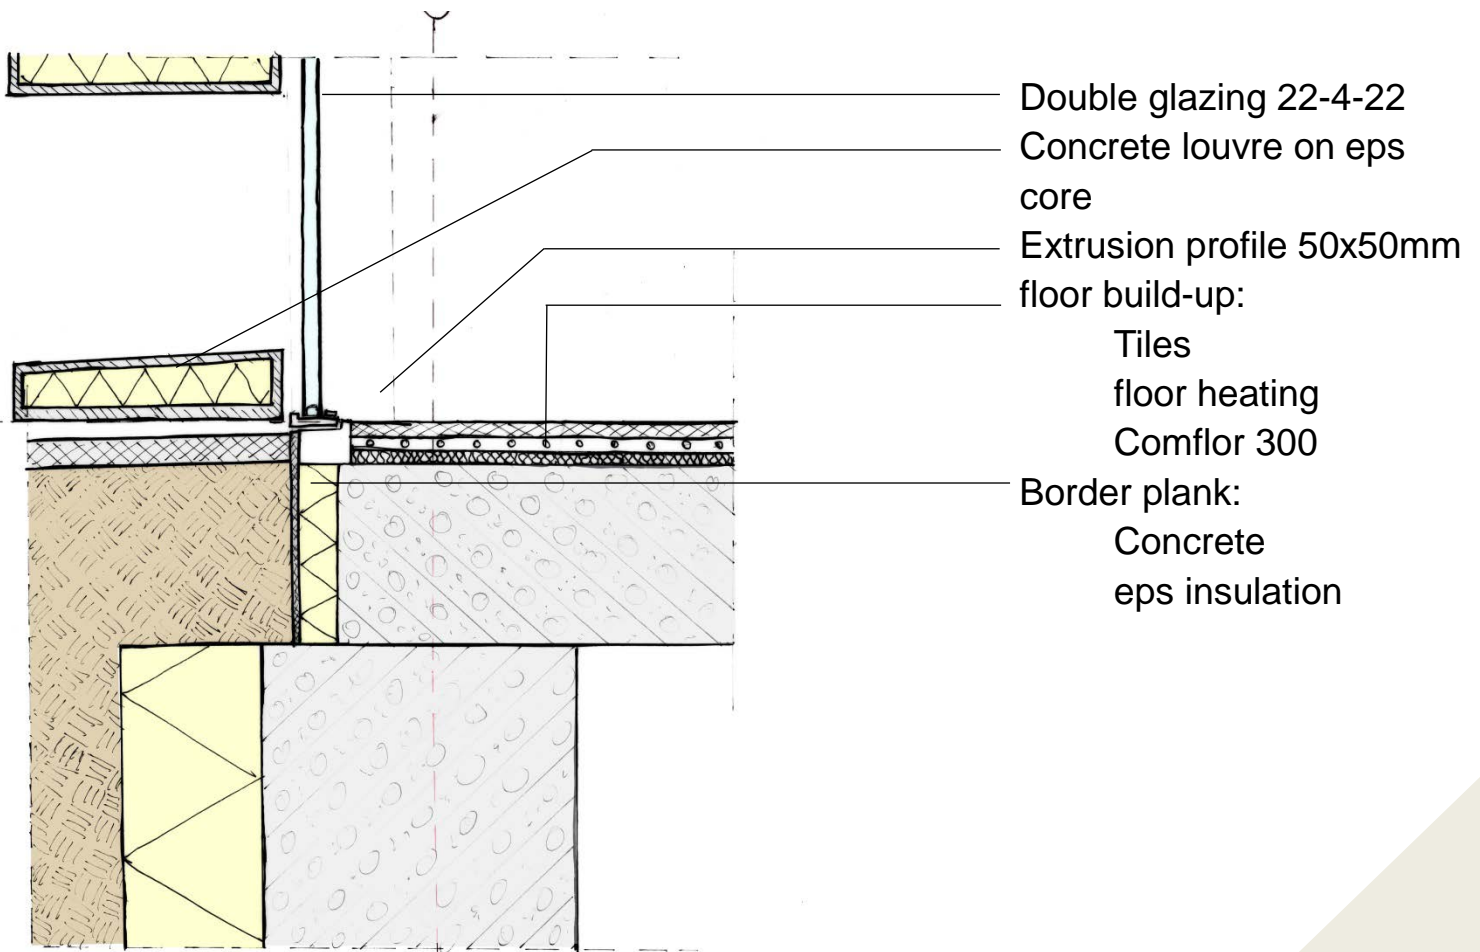 Double glazing 22-4-22
Concrete louvre on eps
core
Extrusion profile 50x50mm
floor build-up:
Tiles
floor heating
Comflor 300
Border plank:
Concrete
eps insulation